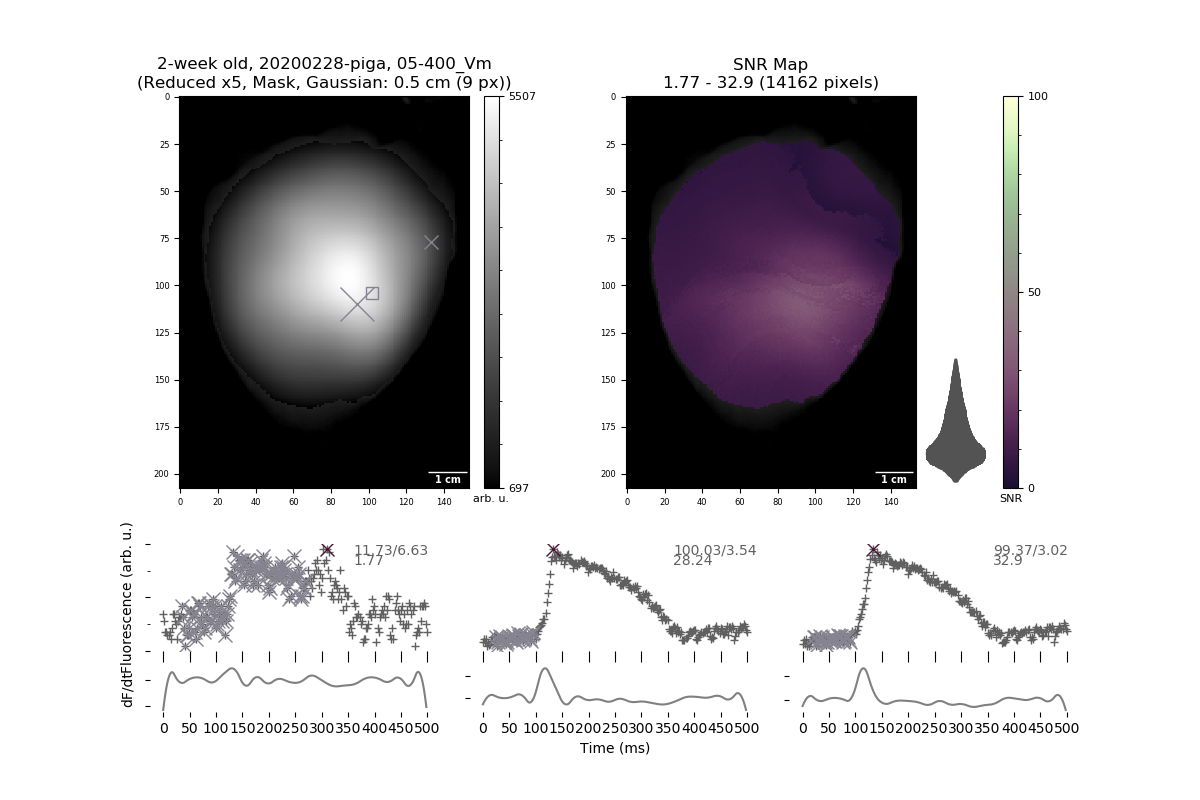 2-week old, 20200228-piga, 05-400_Vm
(Reduced x5, Mask, Gaussian: 0.5 cm (9 px))
SNR Map
1.77 - 32.9 (14162 pixels)
0
25
50
75
100
125
150
175
200
0 20 40 60 80 100 120 140
1 cm
5507
697
arb. u.
0
25
50
75
100
125
150
175
200
0 20 40 60 80 100 120 140
1 cm
100
50
0
SNR
Fluorescence (arb. u.)
dF/dt
11.73/6.63
1.77
100.03/3.54
28.24
99.37/3.02
32.9
0 50 100 150 200 250 300 350 400 450 500
0 50 100 150 200 250 300 350 400 450 500
0 50 100 150 200 250 300 350 400 450 500
Time (ms)